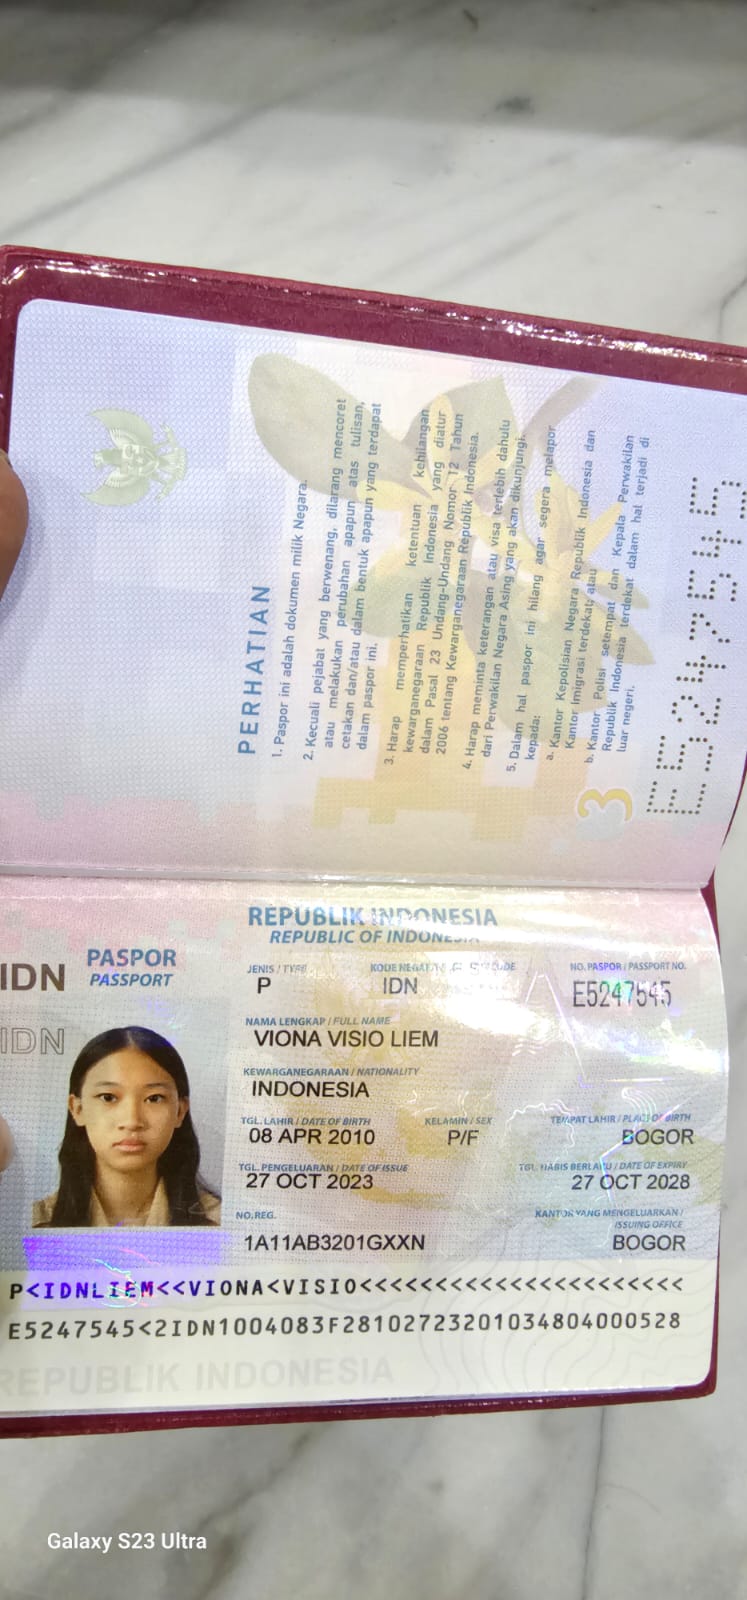 PERHATIAN
1. Paspor ini adalah dokumen milik Negara.
2. Kecuali pejabat yang berwenang, dilarang mencoret
atau melakukan perubahan apapun atas tulisan,
cetakan dan/atau dalam bentuk apapun yang terdapat
dalam paspor ini.
3. Harap memperhatikan ketentuan kehilangan
kewarganegaraan Republik Indonesia yang diatur
dalam Pasal 23 Undang-Undang Nomor 12 Tahun
2006 tentang Kewarganegaraan Republik Indonesia.
4. Harap meminta keterangan atau visa terlebih dahulu
dari Perwakilan Negara Asing yang akan dikunjungi.
5. Dalam hal paspor ini hilang agar segera melapor
kepada:
a. Kantor Kepolisian Negara Republik Indonesia dan
Kantor Imigrasi terdekat; atau
b. Kantor Polisi setempat dan Kepala Perwakilan
Republik Indonesia terdekat dalam hal terjadi di
luar negeri.
3
E5247545
REPUBLIK INDONESIA
REPUBLIC OF INDONESIA
IDN
PASPOR
PASSPORT
IDN
JENIS / TYPE
KODE NEGARA
NO. PASPOR / PASSPORT NO.
P
IDN
E5247545
NAMA LENGKAP / FULL NAME
VIONA VISIO LIEM
KEWARGANEGARAAN / NATIONALITY
INDONESIA
TGL. LAHIR / DATE OF BIRTH
KELAMIN / SEX
TEMPAT LAHIR / PLACE OF BIRTH
08 APR 2010
P/F
BOGOR
TGL. PENGELUARAN / DATE OF ISSUE
TGL. HABIS BERLAKU / DATE OF EXPIRY
27 OCT 2023
27 OCT 2028
NO.REG.
KANTOR YANG MENGELUARKAN /
ISSUING OFFICE
1A11AB3201GXXN
BOGOR
P<IDNLIEM<<VIONA<VISIO<<<<<<<<<<<<<<<<<<<<<<
E5247545<2IDN1004083F28102723201034804000528
REPUBLIK INDONESIA
Galaxy S23 Ultra